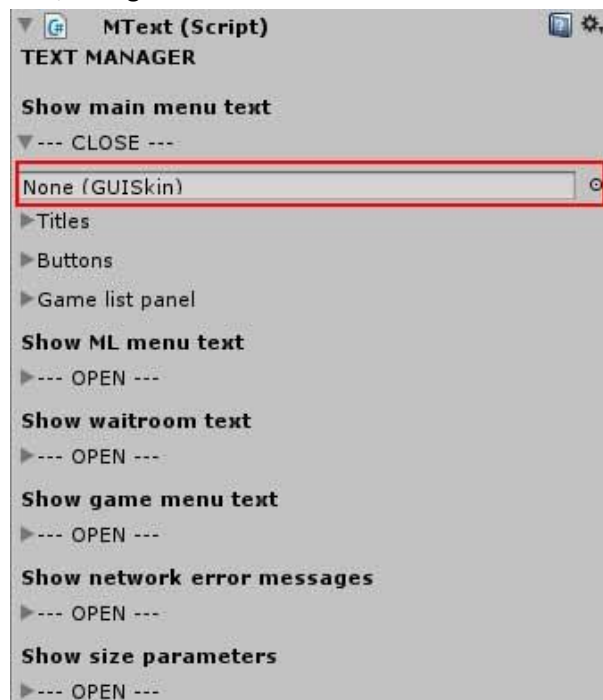 MText (Script)
TEXT MANAGER
Show main menu text
--- CLOSE ---
None (GUISkin)
Titles
Buttons
Game list panel
Show ML menu text
--- OPEN ---
Show waitroom text
--- OPEN ---
Show game menu text
--- OPEN ---
Show network error messages
--- OPEN ---
Show size parameters
--- OPEN ---